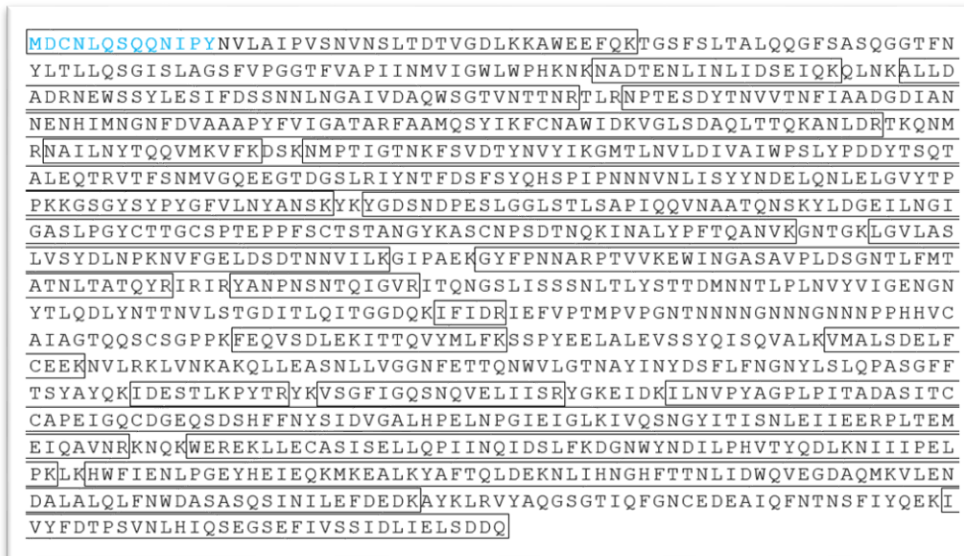 MDCNLQSQQNIPYNVLAIPVSNVNSLTDTVGDLKKAWEEFQKTGSFSLTALQQGFSASQGGTFN
YLTLLQSGISLAGSFVPGGTFVAPIINMVIGWLWPHKNKNADTENLINLIDSEIQKQLNKALLD
ADRNEWSSYLESIFDSSNNLNGAIVDAQWSGTVNTTNRTLRNPTESDYTNVVTNFIAADGDIAN
NENHIMNGNFDVAAAPYFVIGATARFAAMQSYIKFCNAWIDKVGLSDAQLTTQKANLDRTKQNM
RNAILNYTQQVMKVFKDSKNMPTIGTNKFSVDTYNVYIKGMTLNVLDIVAIWPSLYPDDYTSQT
ALEQTRVTFSNMVGQEEGTDGSLRIYNTFDSFSYQHSPIPNNNVNLISYYNDELQNLELGVYTP
PKKGSGYSYPYGFVLNYANSKYKYGDSNDPESLGGLSTLSAPIQQVNAATQNSKYLDGEILNGI
GASLPGYCTTGCSPTEPPFSCTSTANGYKASCNPSDTNQKINALYPFTQANVKGNTGKLGVLAS
LVSYDLNPKNVFGELDSDTNNVILKGIPAEKGYFPNNARPTVVKEWINGASAVPLDSGNTLFMT
ATNLTATQYRIRIRYANPNSNTQIGVRITQNGSLISSSNLTLYSTTDMNNTLPLNVYVIGENGN
YTLQDLYNTTNVLSTGDITLQITGGDQKIFIDRIEFVPTMPVPGNTNNNNGNNNGNNNPPHHVC
AIAGTQQSCSGPPKFEQVSDLEKITTQVYMLFKSSPYEELALEVSSYQISQVALKVMALSDELF
CEEKNVLRKLVNKAKQLLEASNLLVGGNFETTQNWVLGTNAYINYDSFLFNGNYLSLQPASGFF
TSYAYQKIDESTLKPYTRYKVSGFIGQSNQVELIISRYGKEIDKILNVPYAGPLPITADASITC
CAPEIGQCDGEQSDSHFFNYSIDVGALHPELNPGIEIGLKIVQSNGYITISNLEIIEERPLTEM
EIQAVNRKNQKWEREKLLECASISELLQPIINQIDSLFKDGNWYNDILPHVTYQDLKNIIIPEL
PKLKHWFIENLPGEYHEIEQKMKEALKYAFTQLDEKNLIHNGHFTTNLIDWQVEGDAQMKVLEN
DALALQLFNWDASASQSINILEFDEDKAYKLRVYAQGSGTIQFGNCEDEAIQFNTNSFIYQEKI
VYFDTPSVNLHIQSEGSEFIVSSIDLIELSDDQ